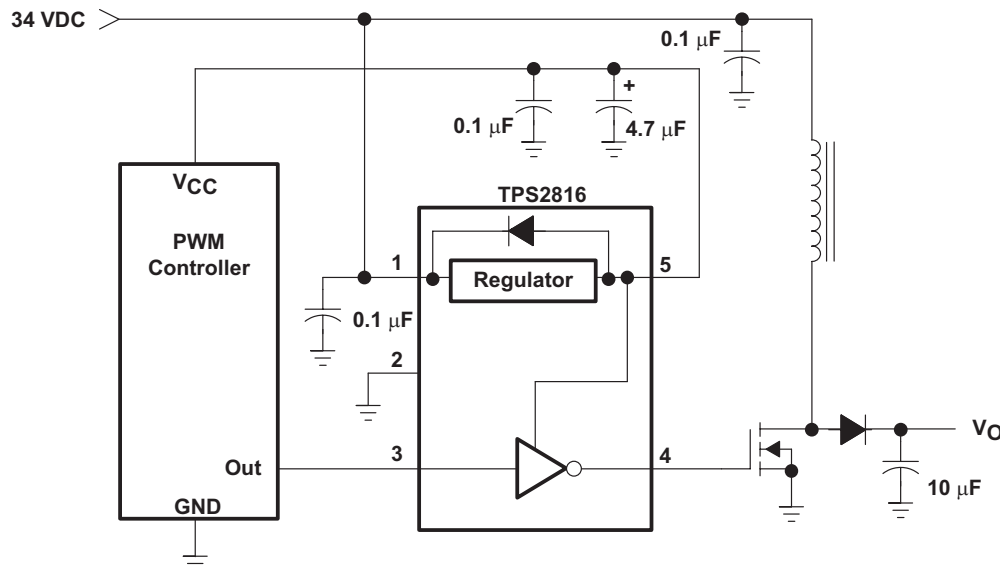 34 VDC
0.1 μF
0.1 μF
+
4.7 μF
VCC
PWM
Controller
TPS2816
1
Regulator
5
0.1 μF
2
Out
3
4
VO
GND
10 μF